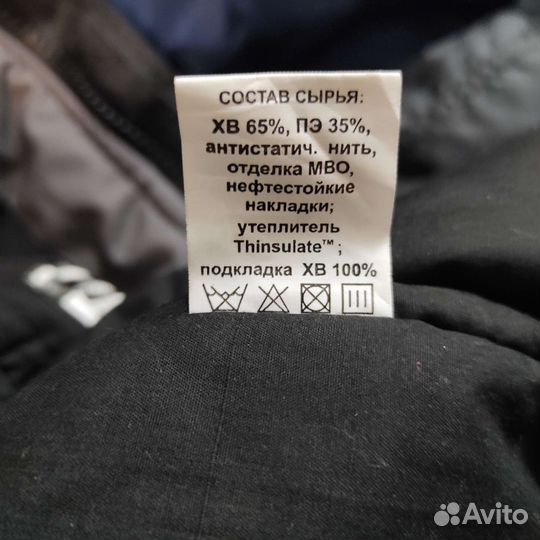 СОСТАВ СЫРЬЯ:
ХВ 65%, ПЭ 35%,
антистатич. нить,
отделка МВО,
нефтестойкие
накладки;
утеплитель
Thinsulate™;
подкладка ХВ 100%
Avito